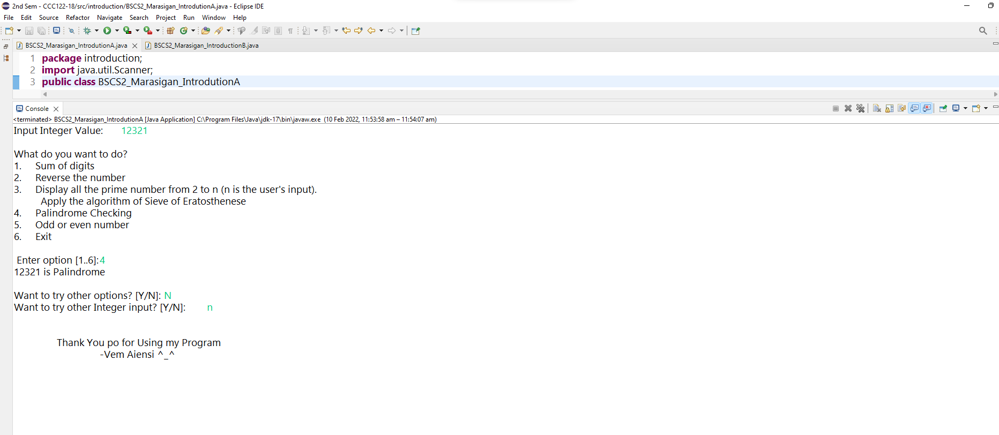 2nd Sem - CCC122-18/src/introduction/BSCS2_Marasigan_IntrodutionA.java - Eclipse IDE
File Edit Source Refactor Navigate Search Project Run Window Help
BSCS2_Marasigan_IntrodutionA.java BSCS2_Marasigan_IntroductionB.java
1 package introduction;
2 import java.util.Scanner;
3 public class BSCS2_Marasigan_IntrodutionA
Console
<terminated> BSCS2_Marasigan_IntrodutionA [Java Application] C:\Program Files\Java\jdk-17\bin\javaw.exe (10 Feb 2022, 11:53:58 am – 11:54:07 am)
Input Integer Value: 12321
What do you want to do?
1. Sum of digits
2. Reverse the number
3. Display all the prime number from 2 to n (n is the user's input).
Apply the algorithm of Sieve of Eratosthenese
4. Palindrome Checking
5. Odd or even number
6. Exit
Enter option [1..6]:4
12321 is Palindrome
Want to try other options? [Y/N]: N
Want to try other Integer input? [Y/N]: n
Thank You po for Using my Program
-Vem Aiensi ^_^